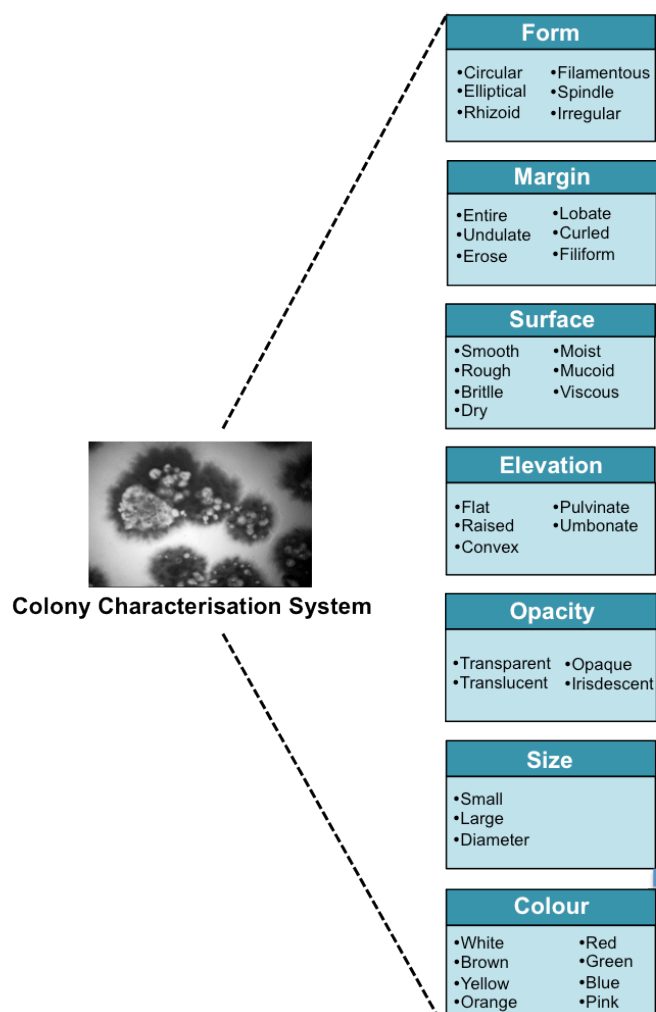 Form
•Circular •Filamentous
•Elliptical •Spindle
•Rhizoid •Irregular
Margin
•Entire •Lobate
•Undulate •Curled
•Erose •Filiform
Surface
•Smooth •Moist
•Rough •Mucoid
•Britlle •Viscous
•Dry
Elevation
•Flat •Pulvinate
•Raised •Umbonate
•Convex
Colony Characterisation System
Opacity
•Transparent •Opaque
•Translucent •Irisdescent
Size
•Small
•Large
•Diameter
Colour
•White •Red
•Brown •Green
•Yellow •Blue
•Orange •Pink